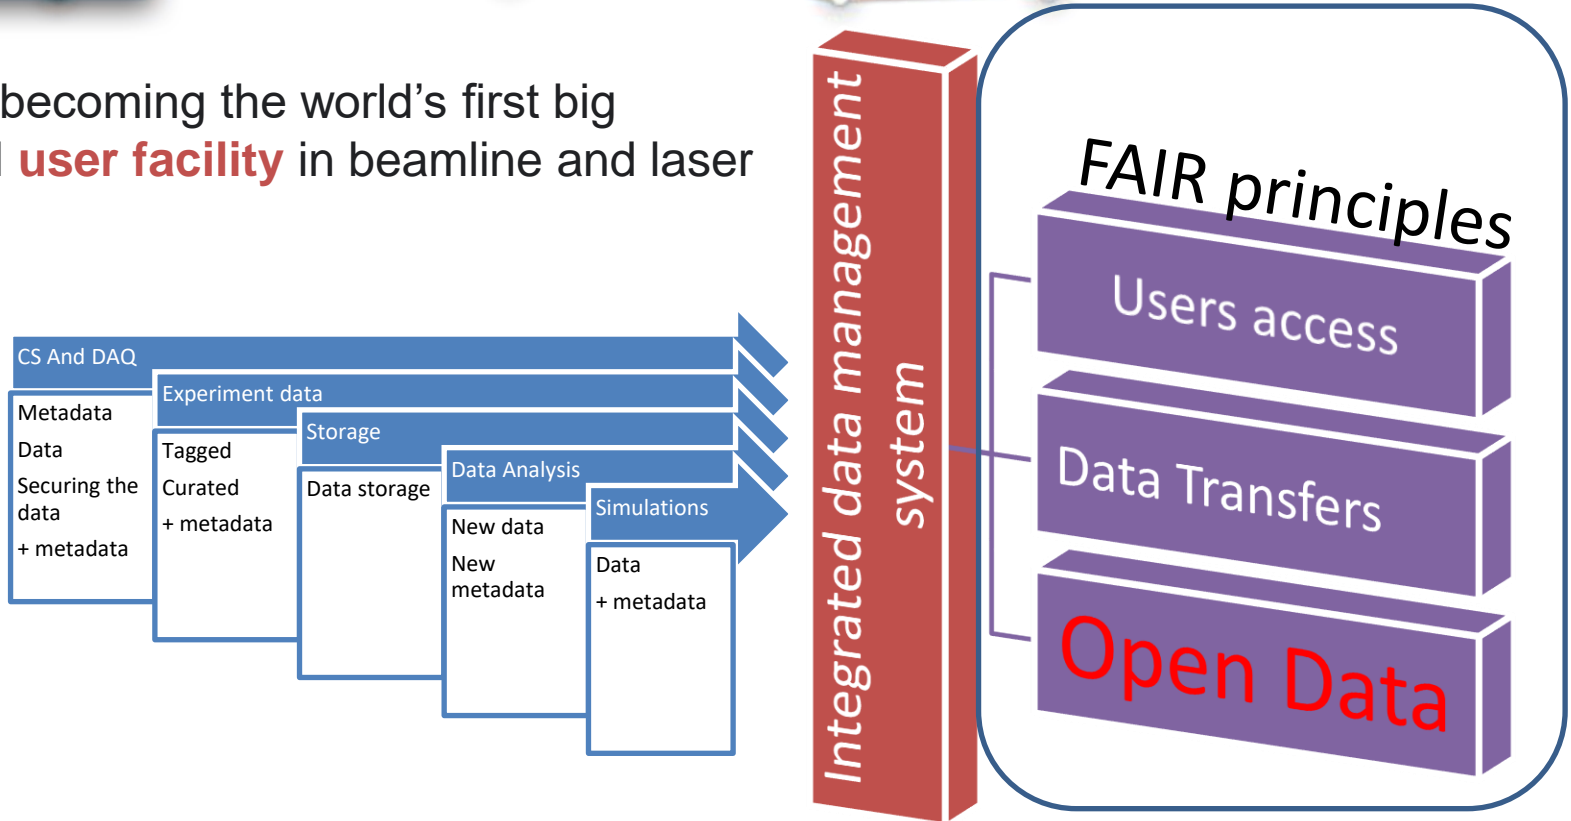 becoming the world's first big
user facility in beamline and laser
CS And DAQ
Metadata
Data
Securing the
data
+ metadata
Experiment data
Tagged
Curated
+ metadata
Storage
Data storage
Data Analysis
New data
New
metadata
Simulations
Data
+ metadata
Integrated data management
system
FAIR principles
Users access
Data Transfers
Open Data